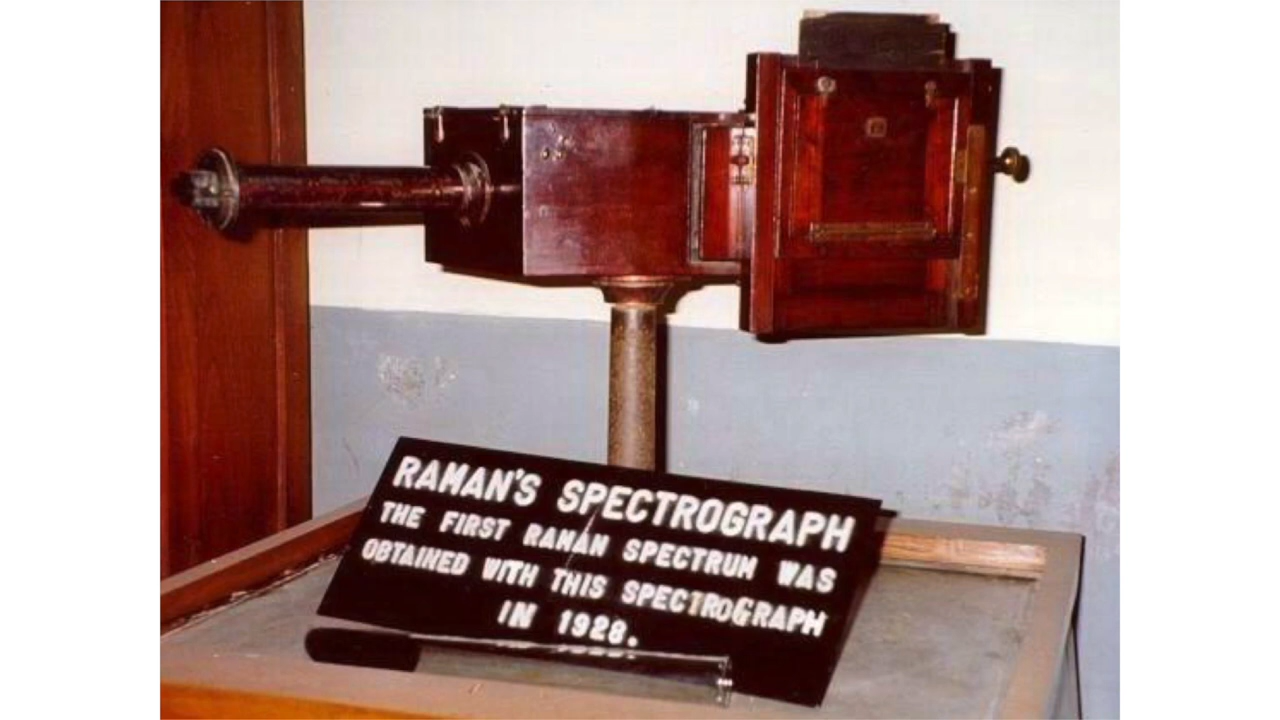 RAMAN'S SPECTROGRAPH
THE FIRST RAMAN SPECTRUM WAS
OBTAINED WITH THIS SPECTROGRAPH
IN 1928.